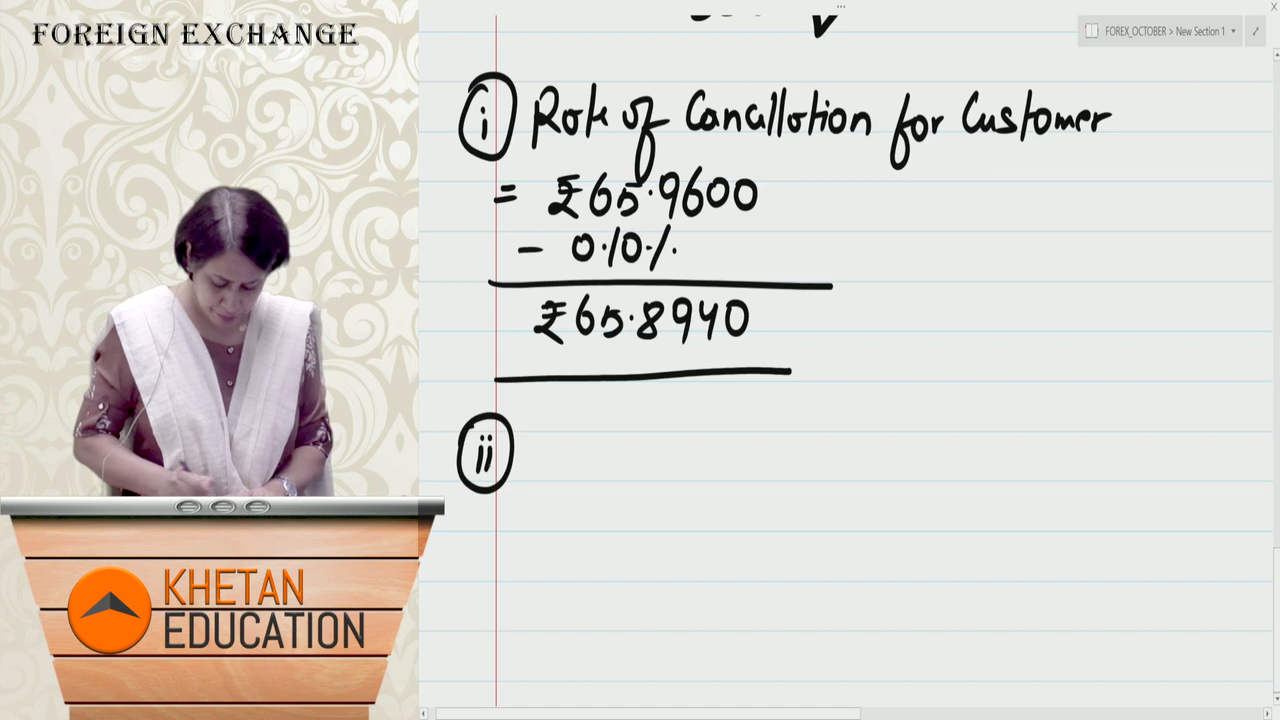 FOREIGN EXCHANGE
FOREX_OCTOBER > New Section 1
i Rate of Cancallation for Customer
= ₹65.9600
- 0.10%
₹65.8940
ii
KHETAN
EDUCATION